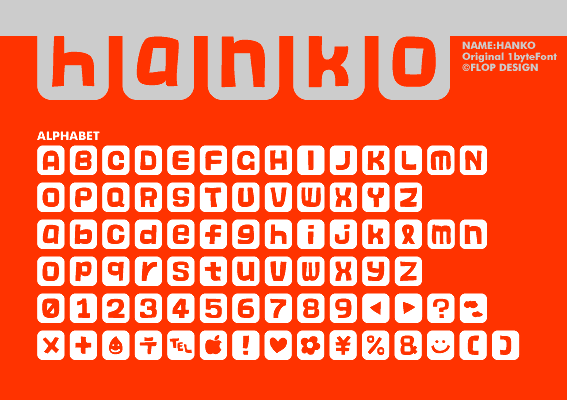 hanko
NAME:HANKO
Original 1byteFont
©FLOP DESIGN
ALPHABET
A B C D E F G H I J K L M N
O P Q R S T U V W X Y Z
a b c d e f g h i j k l m n
o p q r s t u v w x y z
0 1 2 3 4 5 6 7 8 9 ◀ ▶ ?
× + 〒 TEL ! ♥ ¥ % & ( )